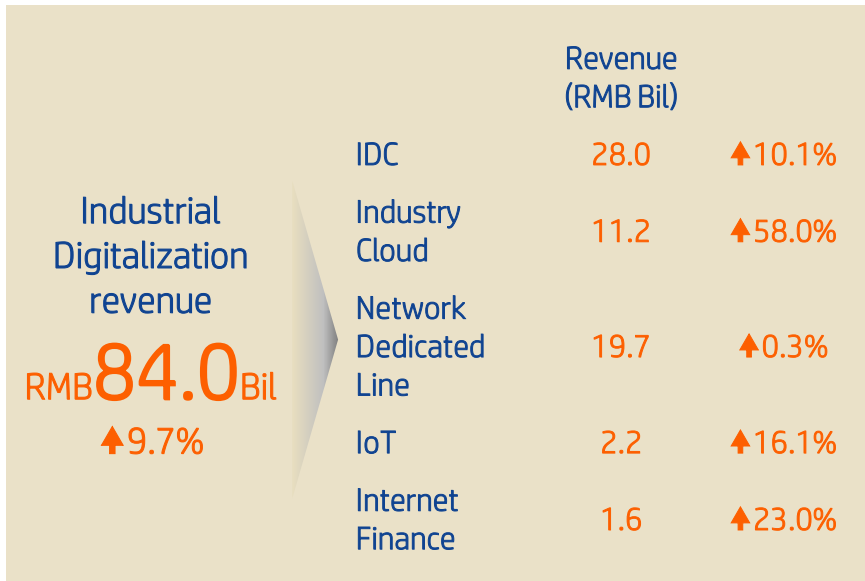 Industrial
Digitalization
revenue
RMB84.0Bil
↑9.7%
Revenue
(RMB Bil)
IDC 28.0 ↑10.1%
Industry
Cloud 11.2 ↑58.0%
Network
Dedicated 19.7 ↑0.3%
Line
IoT 2.2 ↑16.1%
Internet
Finance 1.6 ↑23.0%